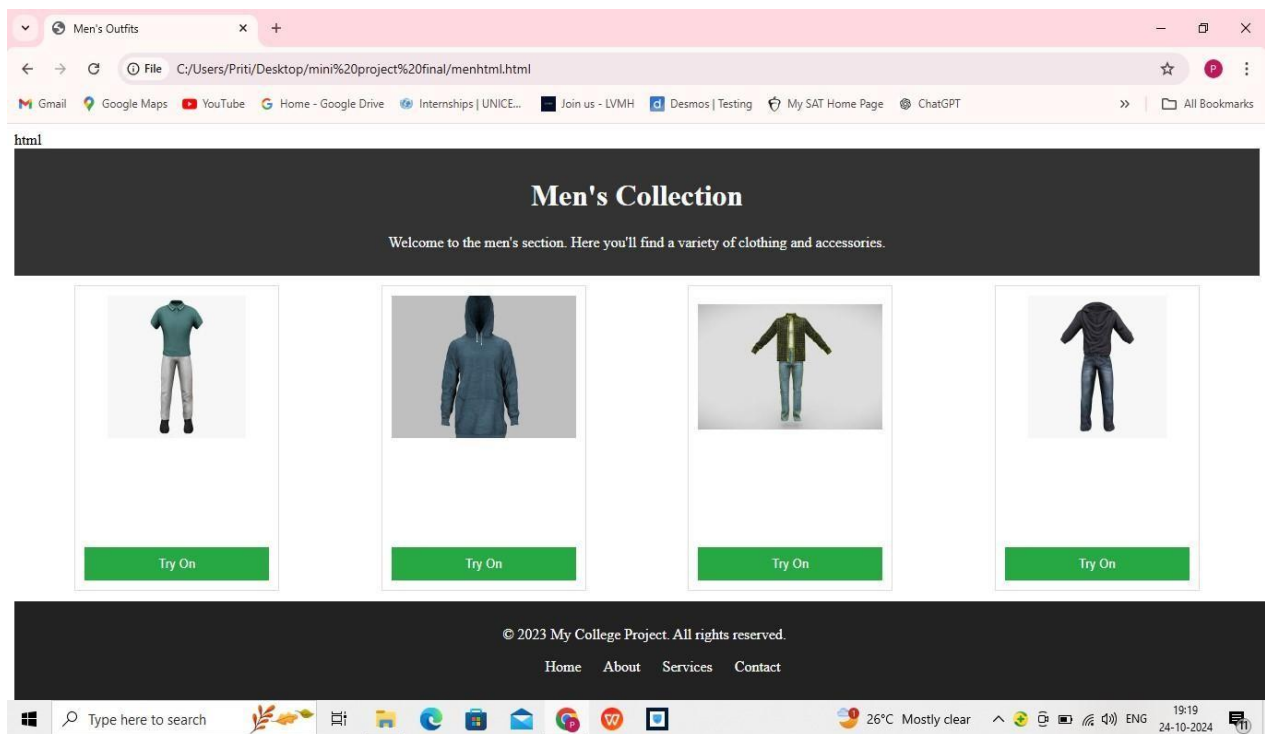 Men's Outfits
File C:/Users/Priti/Desktop/mini%20project%20final/menhtml.html
P
Gmail Google Maps YouTube Home - Google Drive Internships | UNICE... Join us - LVMH Desmos | Testing My SAT Home Page ChatGPT All Bookmarks
html
Men's Collection
Welcome to the men's section. Here you'll find a variety of clothing and accessories.
Try On Try On Try On Try On
© 2023 My College Project. All rights reserved.
Home About Services Contact
Type here to search 26°C Mostly clear ENG 19:19
24-10-2024